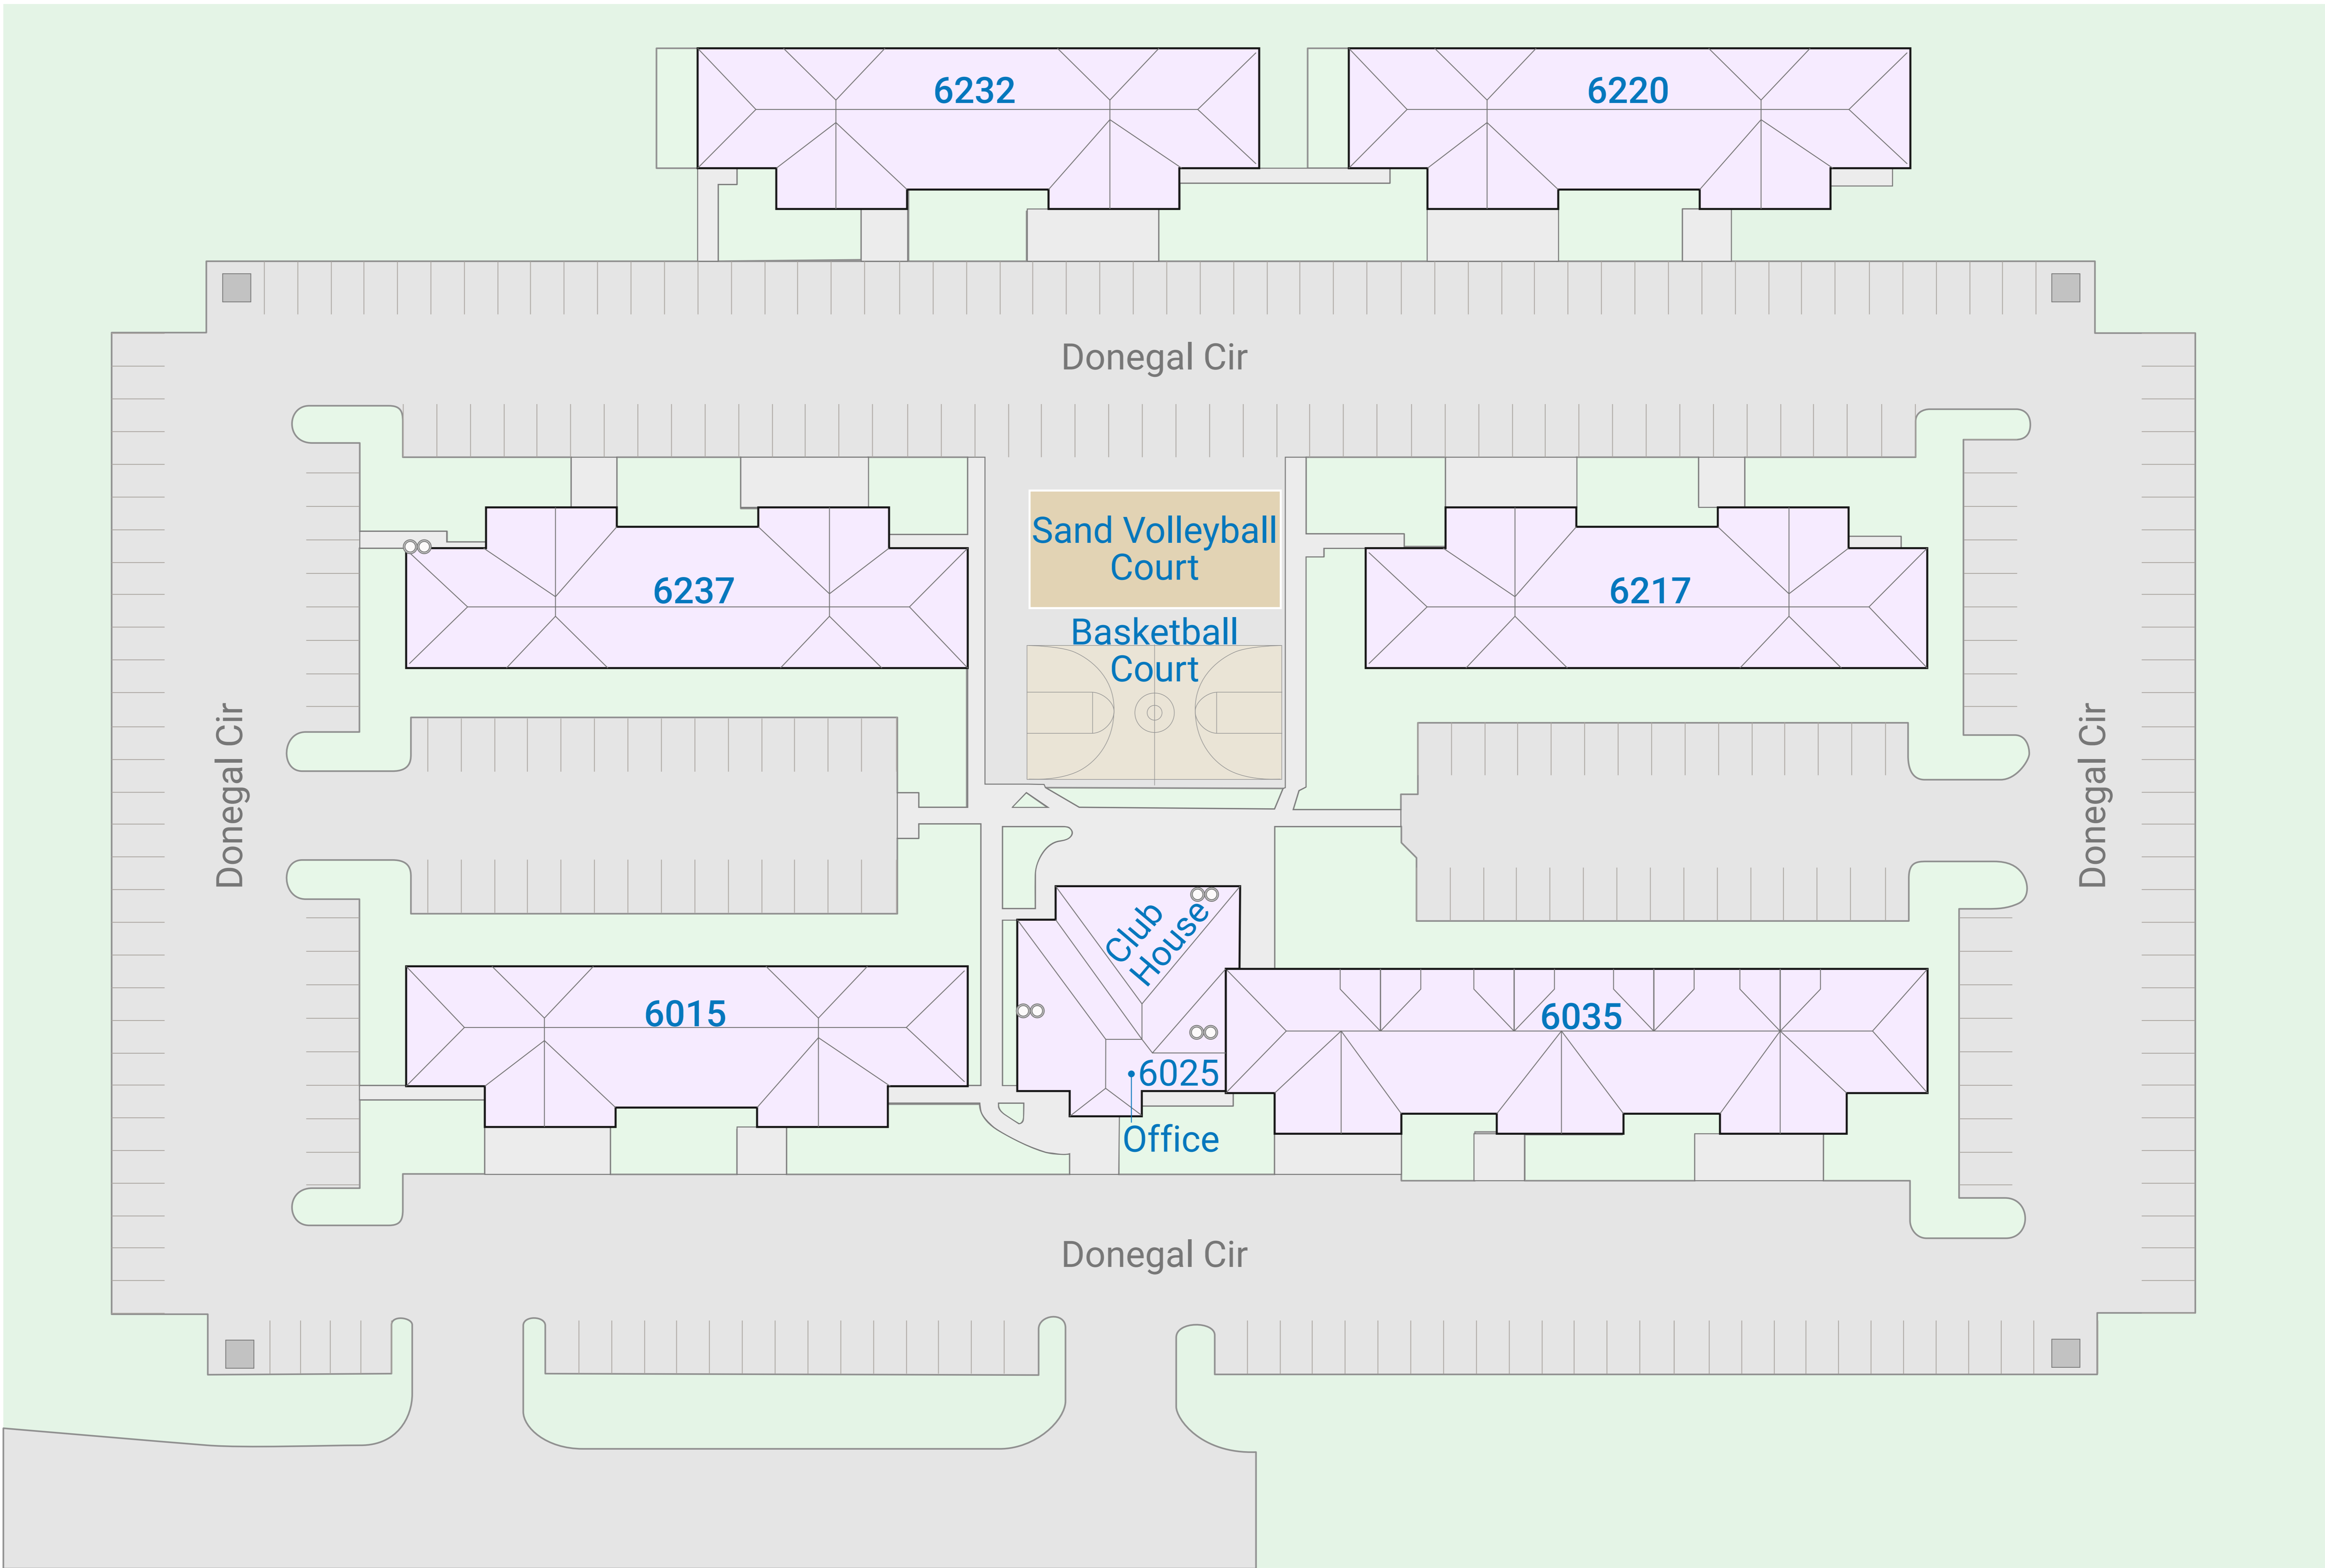 6232
6220
Donegal Cir
Sand Volleyball
Court
6237
6217
Basketball
Court
Donegal Cir
Donegal Cir
Club
House
6015
6035
6025
Office
Donegal Cir